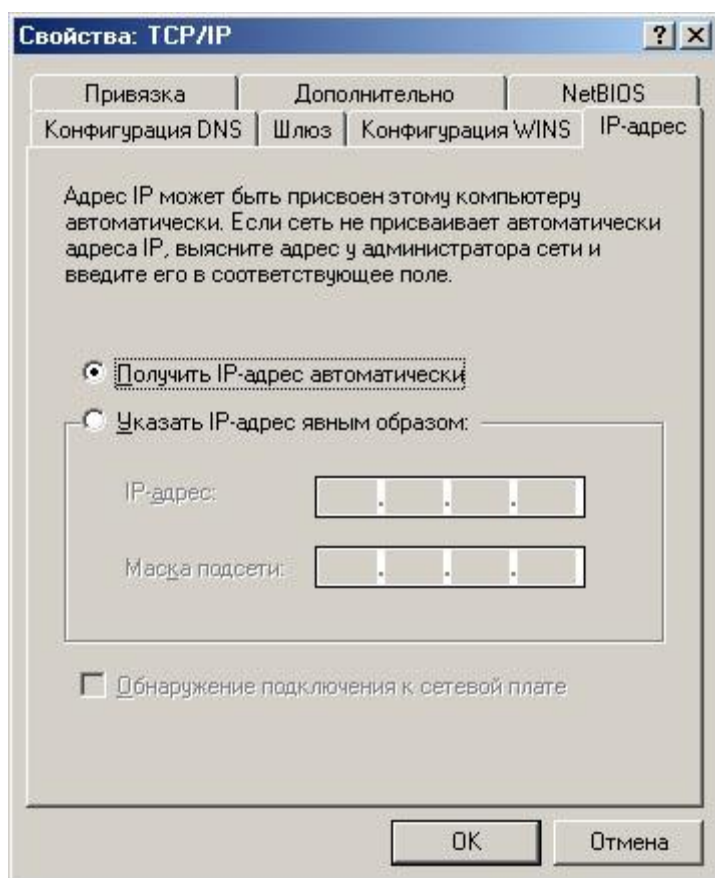 Свойства: TCP/IP
Привязка Дополнительно NetBIOS
Конфигурация DNS Шлюз Конфигурация WINS IP-адрес
Адрес IP может быть присвоен этому компьютеру
автоматически. Если сеть не присваивает автоматически
адреса IP, выясните адрес у администратора сети и
введите его в соответствующее поле.
Получить IP-адрес автоматически
Указать IP-адрес явным образом:
IP-адрес:
Маска подсети:
Обнаружение подключения к сетевой плате
OK Отмена